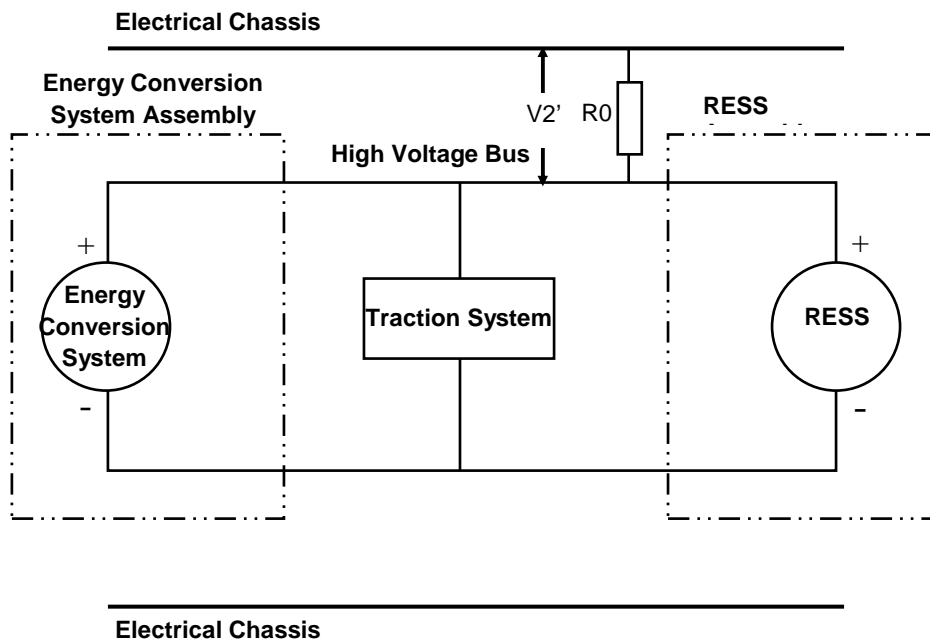 Electrical Chassis
Energy Conversion
System Assembly
V2’ R0
RESS
High Voltage Bus
+
+
Energy
Conversion
System
Traction System
RESS
-
-
Electrical Chassis